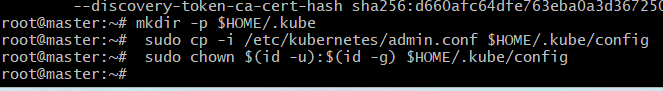 --discovery-token-ca-cert-hash sha256:d660afc64dfe763eba0a3d367250
root@master:~# mkdir -p $HOME/.kube
root@master:~#   sudo cp -i /etc/kubernetes/admin.conf $HOME/.kube/config
root@master:~#   sudo chown $(id -u):$(id -g) $HOME/.kube/config
root@master:~#